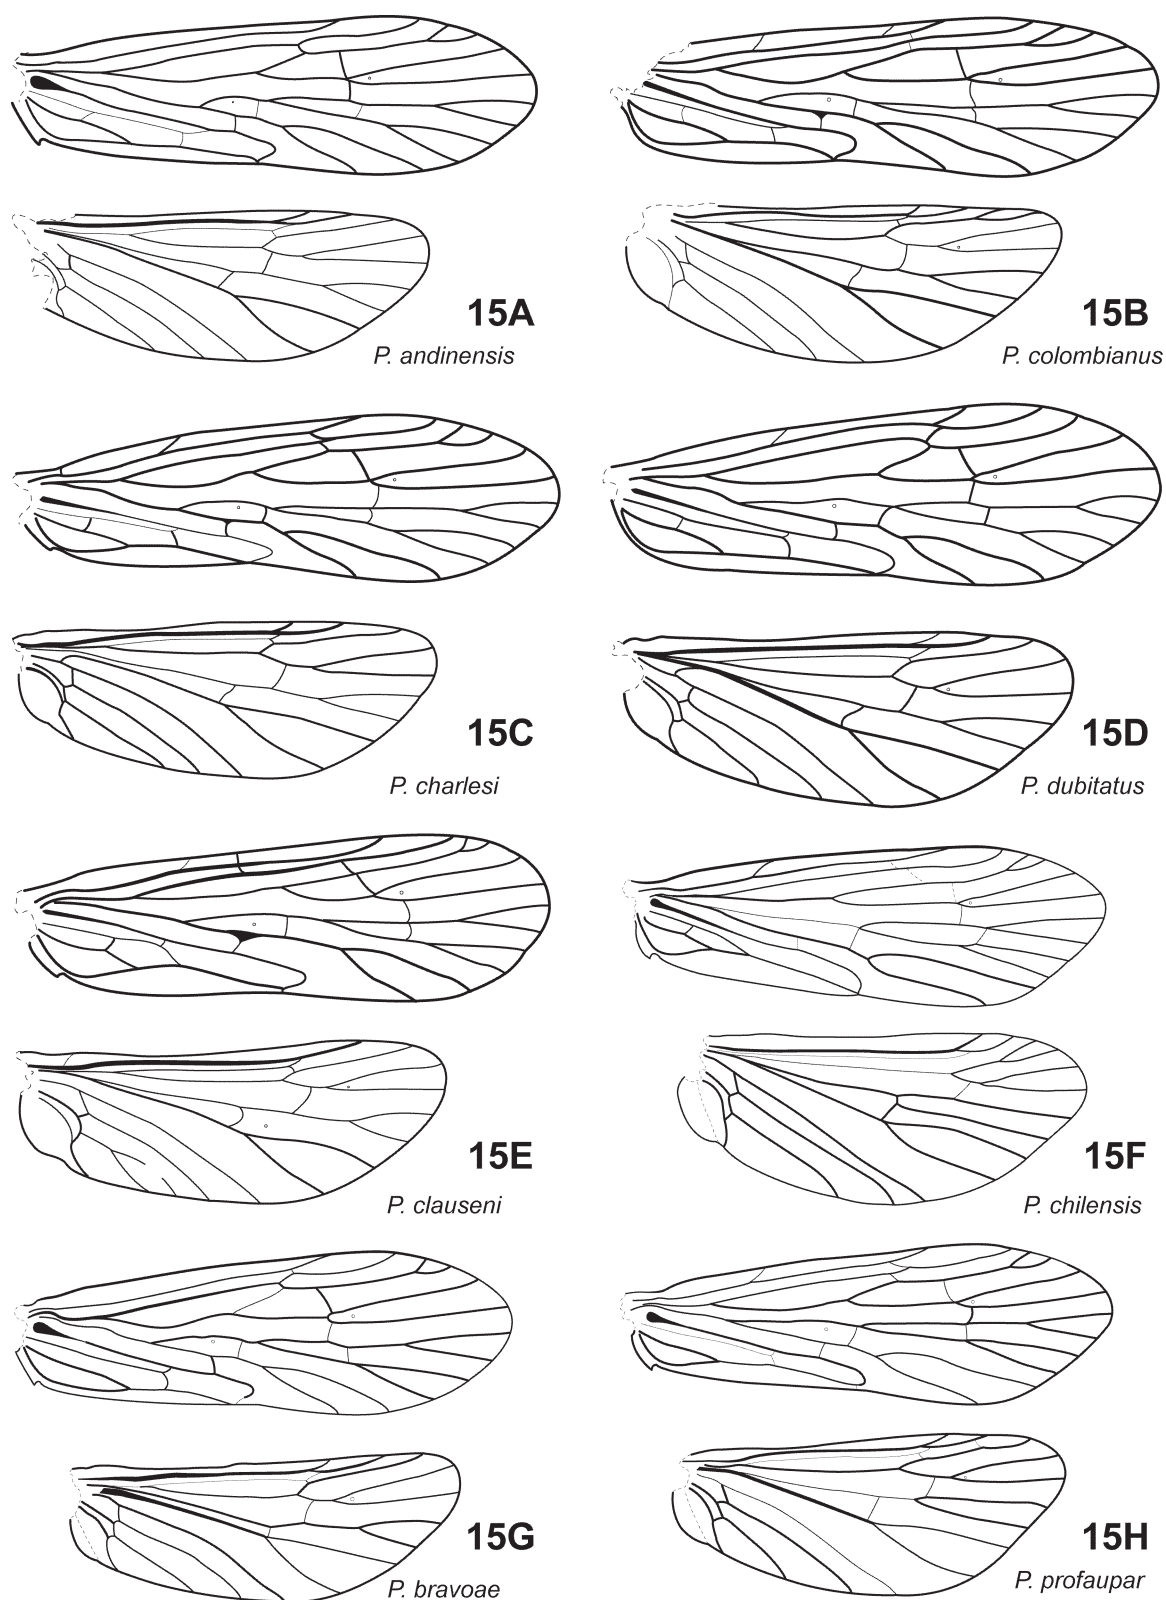 15A
P. andinensis
15B
P. colombianus
15C
P. charlesi
15D
P. dubitatus
15E
P. clauseni
15F
P. chilensis
15G
P. bravoae
15H
P. profaupar